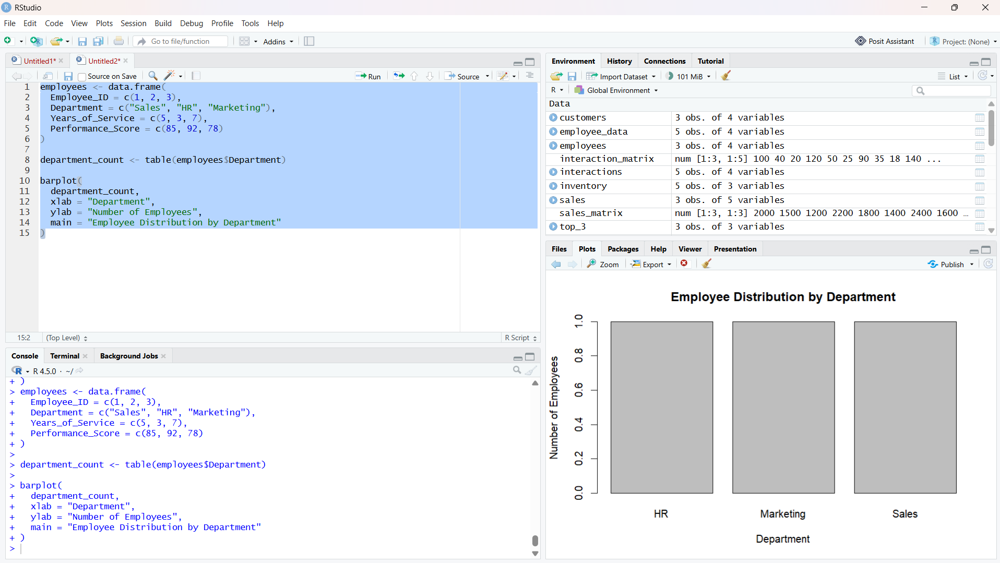 RStudio
File Edit Code View Plots Session Build Debug Profile Tools Help
Go to file/function Addins Posit Assistant Project: (None)
Untitled1* Untitled2*
Source on Save Run Source
1 employees <- data.frame(
2   Employee_ID = c(1, 2, 3),
3   Department = c("Sales", "HR", "Marketing"),
4   Years_of_Service = c(5, 3, 7),
5   Performance_Score = c(85, 92, 78)
6 )
7
8 department_count <- table(employees$Department)
9
10 barplot(
11   department_count,
12   xlab = "Department",
13   ylab = "Number of Employees",
14   main = "Employee Distribution by Department"
15 )
15:2 (Top Level) R Script
Console Terminal Background Jobs
R R 4.5.0 · ~/
+ )
> employees <- data.frame(
+   Employee_ID = c(1, 2, 3),
+   Department = c("Sales", "HR", "Marketing"),
+   Years_of_Service = c(5, 3, 7),
+   Performance_Score = c(85, 92, 78)
+ )
>
> department_count <- table(employees$Department)
>
> barplot(
+   department_count,
+   xlab = "Department",
+   ylab = "Number of Employees",
+   main = "Employee Distribution by Department"
+ )
>
Environment History Connections Tutorial
Import Dataset 101 MiB List
R Global Environment
Data
customers 3 obs. of 4 variables
employee_data 5 obs. of 4 variables
employees 3 obs. of 4 variables
interaction_matrix num [1:3, 1:5] 100 40 20 120 50 25 90 35 18 140 ...
interactions 5 obs. of 4 variables
inventory 5 obs. of 3 variables
sales 3 obs. of 5 variables
sales_matrix num [1:3, 1:3] 2000 1500 1200 2200 1800 1400 2400 1600 …
top_3 3 obs. of 3 variables
Files Plots Packages Help Viewer Presentation
Zoom Export Publish
Employee Distribution by Department
Number of Employees
1.0
0.8
0.6
0.4
0.2
0.0
HR Marketing Sales
Department